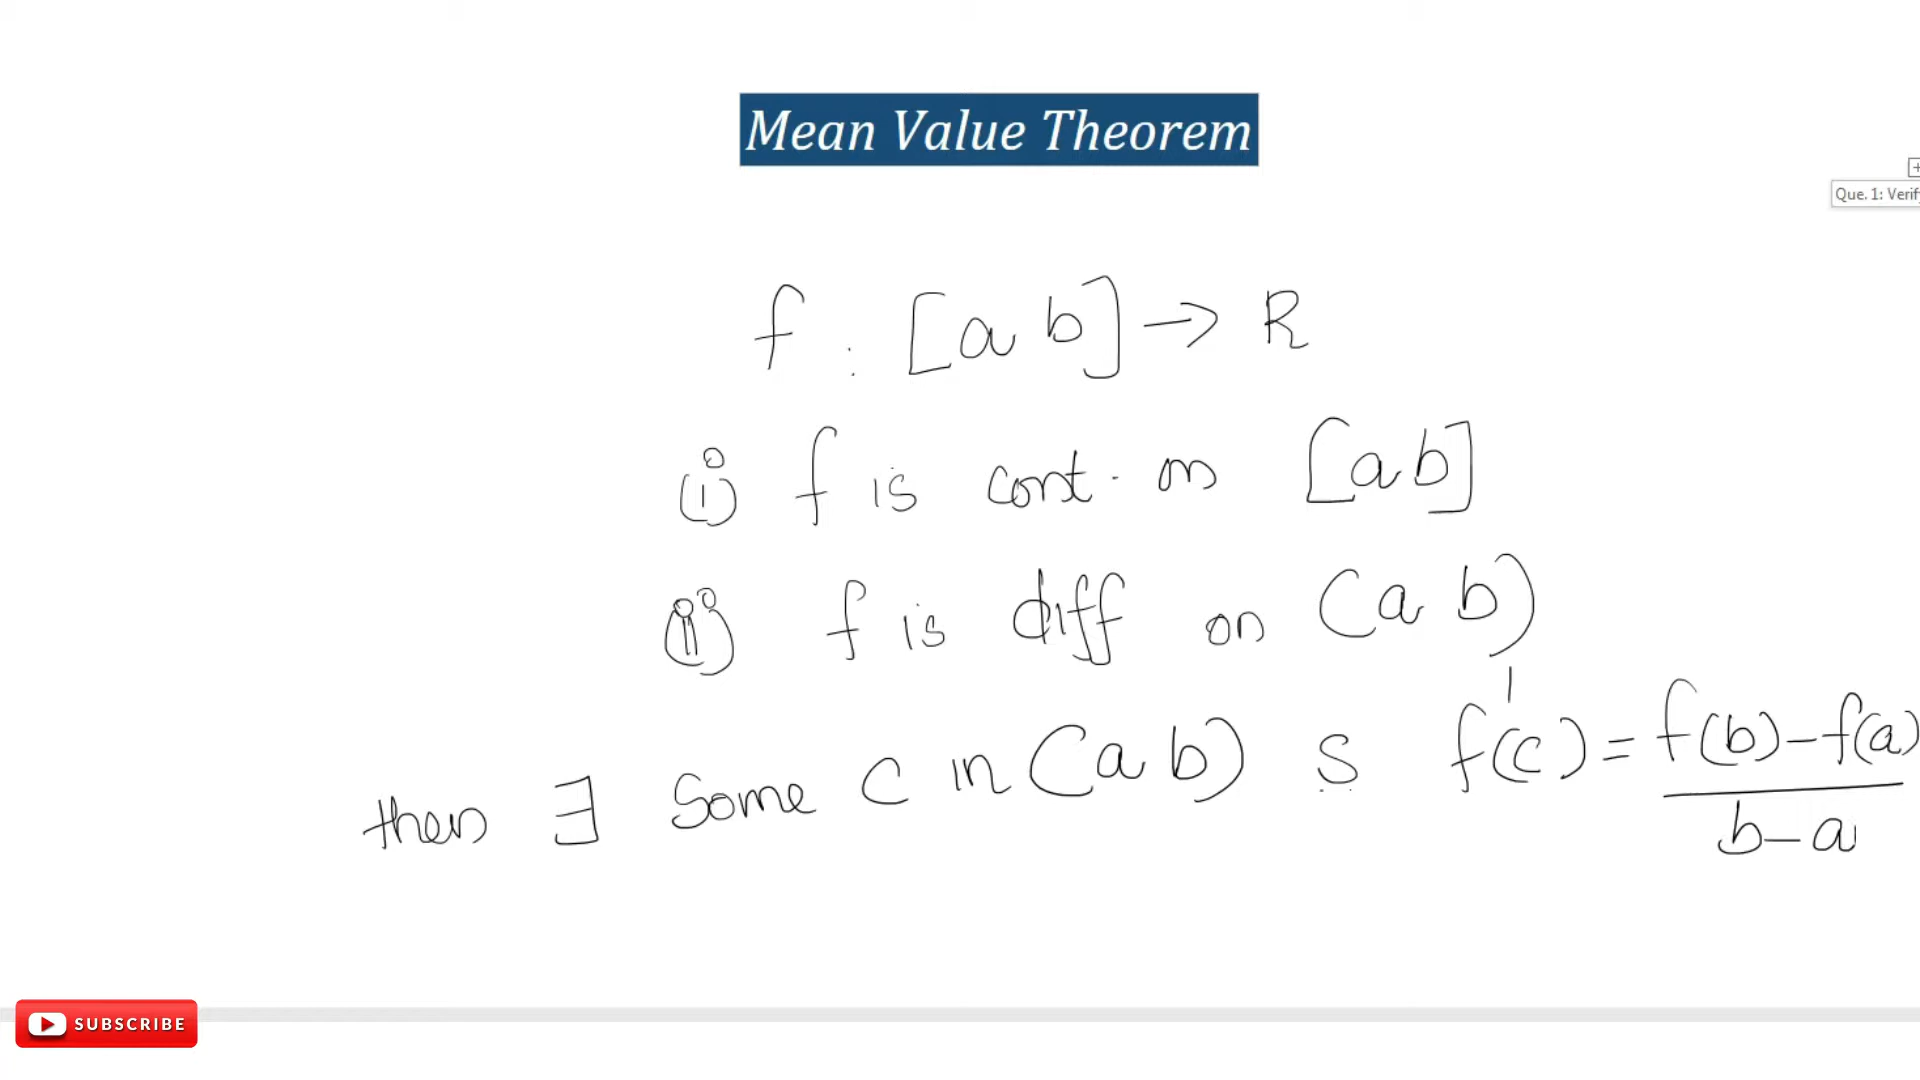 Mean Value Theorem
Que. 1: Verif
f : [a b] → R
(i) f is cont. on [a b]
(ii) f is diff on (a b)
then ∃ some c in (a b) s f'(c) = f(b) - f(a) / b - a
SUBSCRIBE